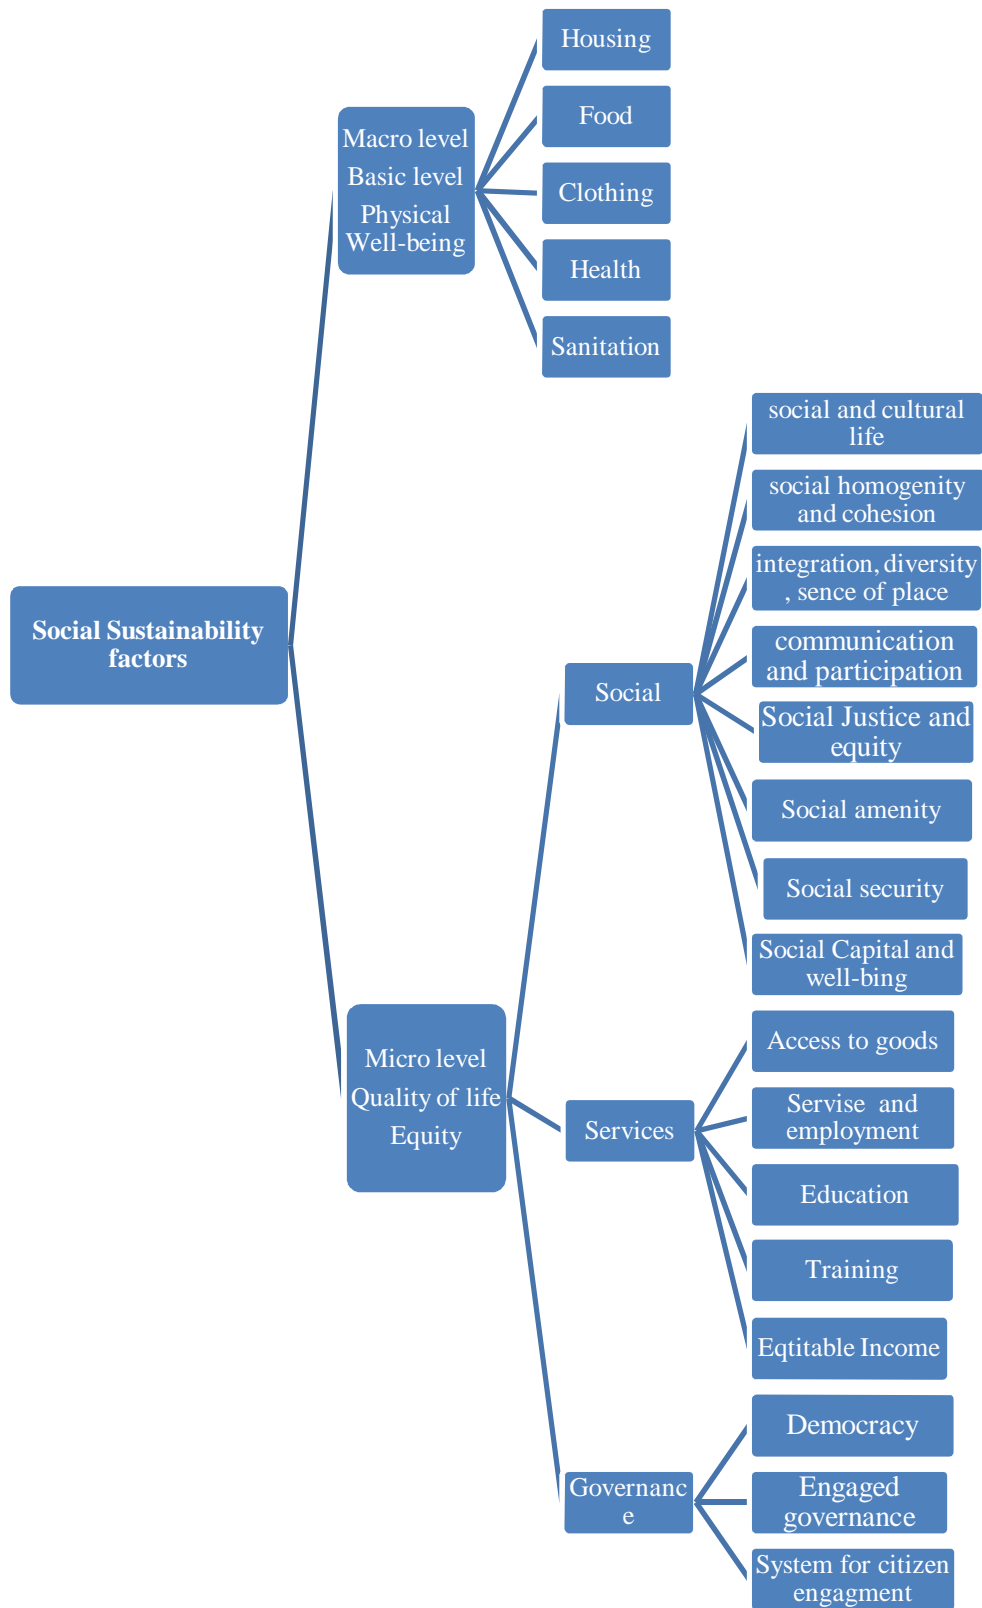 Housing
Food
Macro level
Basic level
Physical
Well-being
Clothing
Health
Sanitation
social and cultural
life
social homogenity
and cohesion
integration, diversity
, sence of place
Social Sustainability
factors
communication
and participation
Social
Social Justice and
equity
Social amenity
Social security
Social Capital and
well-bing
Micro level
Quality of life
Equity
Access to goods
Services
Servise and
employment
Education
Training
Eqtitable Income
Democracy
Governanc
e
Engaged
governance
System for citizen
engagment